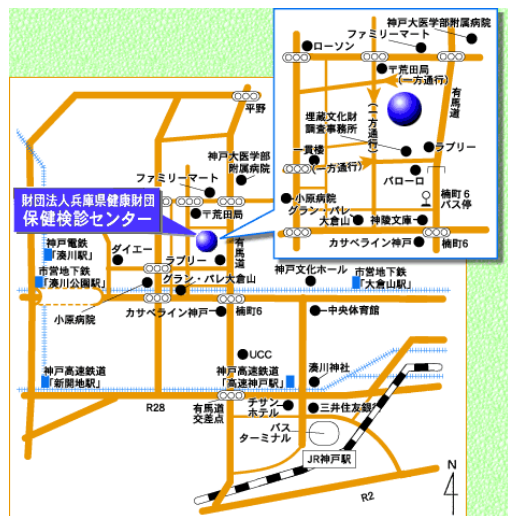 神戸大医学部附属病院
ファミリーマート
ローソン
〒荒田局
(一方通行)
有馬道
(一方通行)
埋蔵文化財
調査事務所
一貫楼
(一方通行)
ラブリー
バローロ
小原病院
グラン・パレ
大倉山
神陵文庫
楠町6
バス停
カサベライン神戸
楠町6
平野
神戸大医学部
附属病院
ファミリーマート
財団法人兵庫県健康財団
保健検診センター
〒荒田局
有馬道
神戸電鉄
「湊川駅」
ダイエー
ラブリー
グラン・パレ大倉山
市営地下鉄
「湊川公園駅」
神戸文化ホール
市営地下鉄
「大倉山駅」
小原病院
カサベライン神戸
楠町6
中央体育館
UCC
神戸高速鉄道
「新開地駅」
神戸高速鉄道
「高速神戸駅」
湊川神社
R28
有馬道
交差点
チサン
ホテル
三井住友銀行
バス
ターミナル
JR神戸駅
R2
N